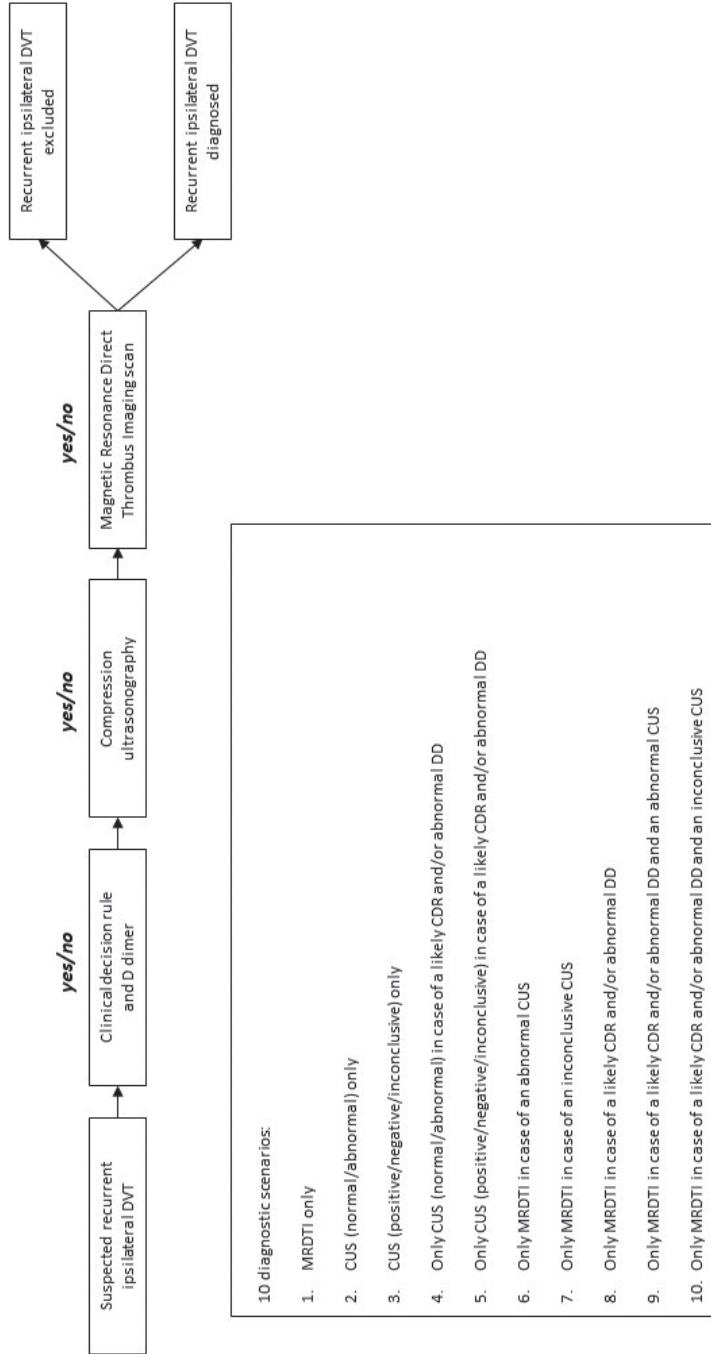 Suspected recurrent
ipsilateral DVT
yes/no
Clinical decision rule
and D dimer
yes/no
Compression
ultrasonography
yes/no
Magnetic Resonance Direct
Thrombus Imaging scan
Recurrent ipsilateral DVT
excluded
Recurrent ipsilateral DVT
diagnosed
10 diagnostic scenarios:
1. MRDTI only
2. CUS (normal/abnormal) only
3. CUS (positive/negative/inconclusive) only
4. Only CUS (normal/abnormal) in case of a likely CDR and/or abnormal DD
5. Only CUS (positive/negative/inconclusive) in case of a likely CDR and/or abnormal DD
6. Only MRDTI in case of an abnormal CUS
7. Only MRDTI in case of an inconclusive CUS
8. Only MRDTI in case of a likely CDR and/or abnormal DD
9. Only MRDTI in case of a likely CDR and/or abnormal DD and an abnormal CUS
10. Only MRDTI in case of a likely CDR and/or abnormal DD and an inconclusive CUS